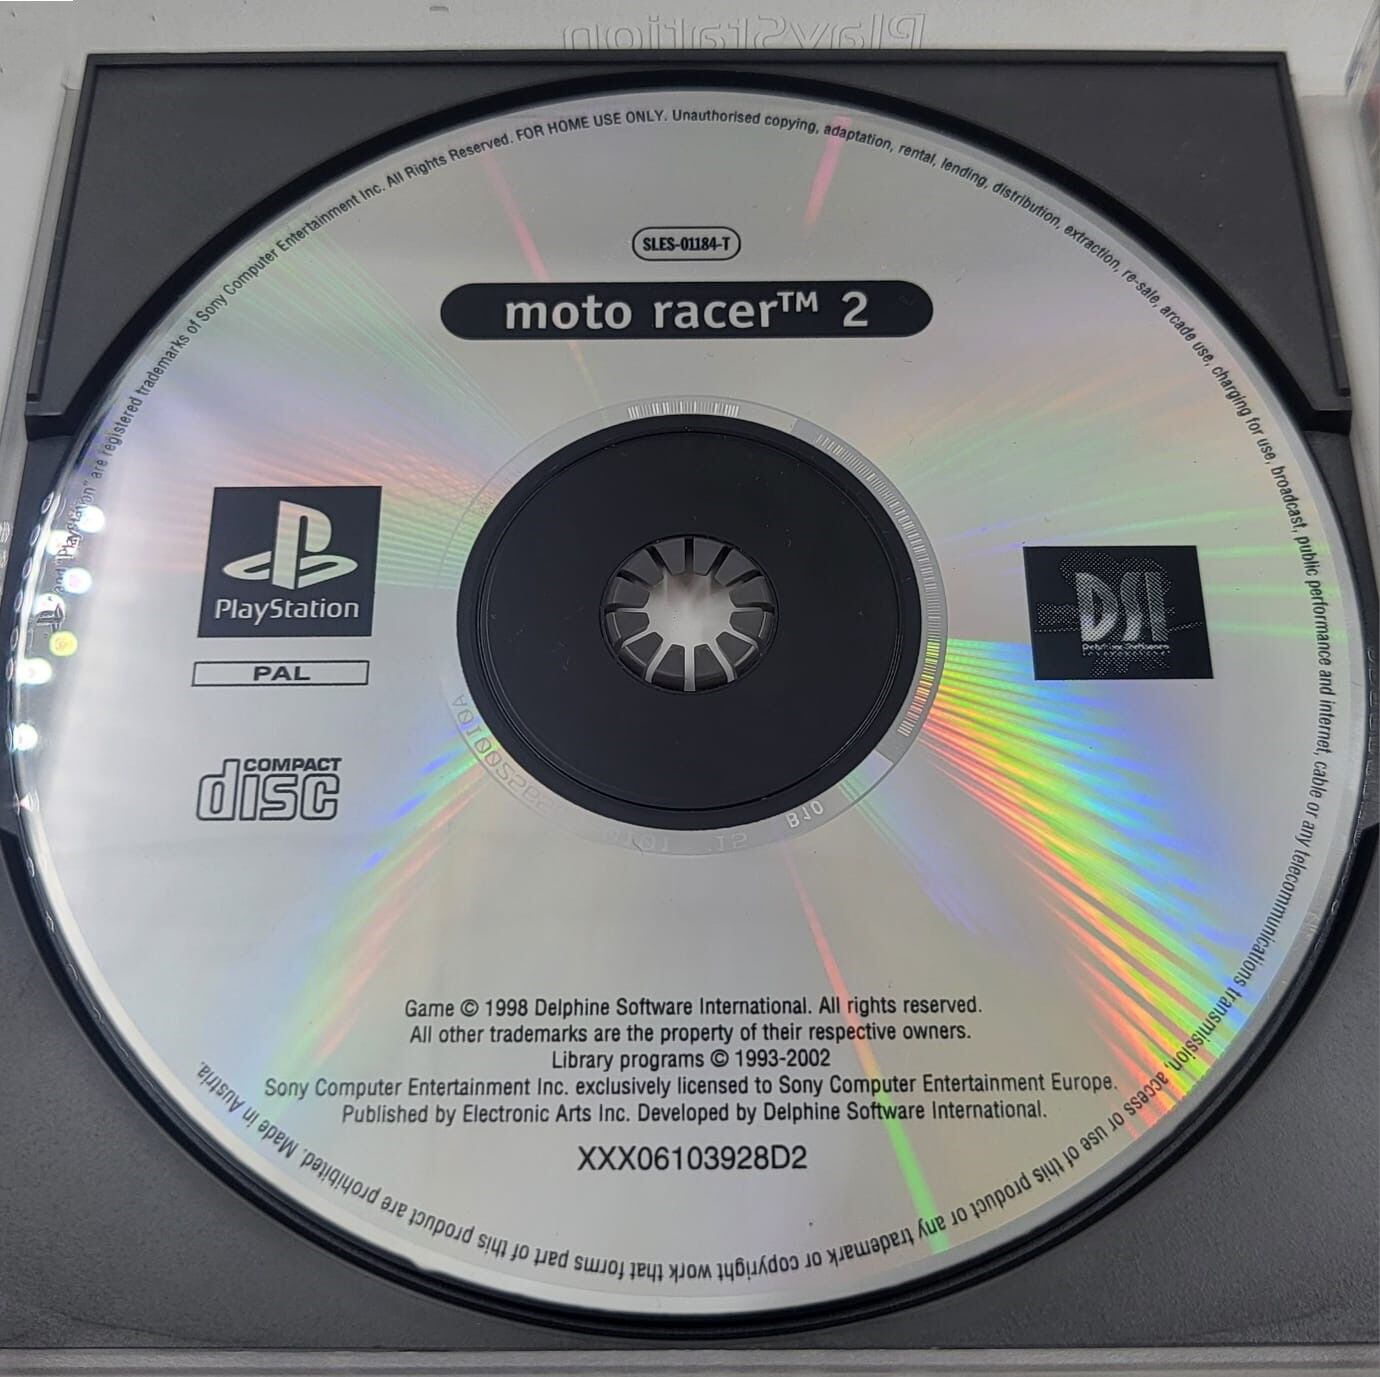 PlayStation
and "PlayStation" are registered trademarks of Sony Computer Entertainment Inc. All Rights Reserved. FOR HOME USE ONLY. Unauthorised copying, adaptation, rental, lending, distribution, extraction, re-sale, arcade use, charging for use, broadcast, public performance and internet, cable or any telecommunications transmission, access or use of this product or any trademark or copyright work that forms part of this product are prohibited. Made in Austria.
SLES-01184-T
moto racer™ 2
PlayStation
PAL
COMPACT
disc
DSI
B10
Game © 1998 Delphine Software International. All rights reserved.
All other trademarks are the property of their respective owners.
Library programs © 1993-2002
Sony Computer Entertainment Inc. exclusively licensed to Sony Computer Entertainment Europe.
Published by Electronic Arts Inc. Developed by Delphine Software International.
XXX06103928D2